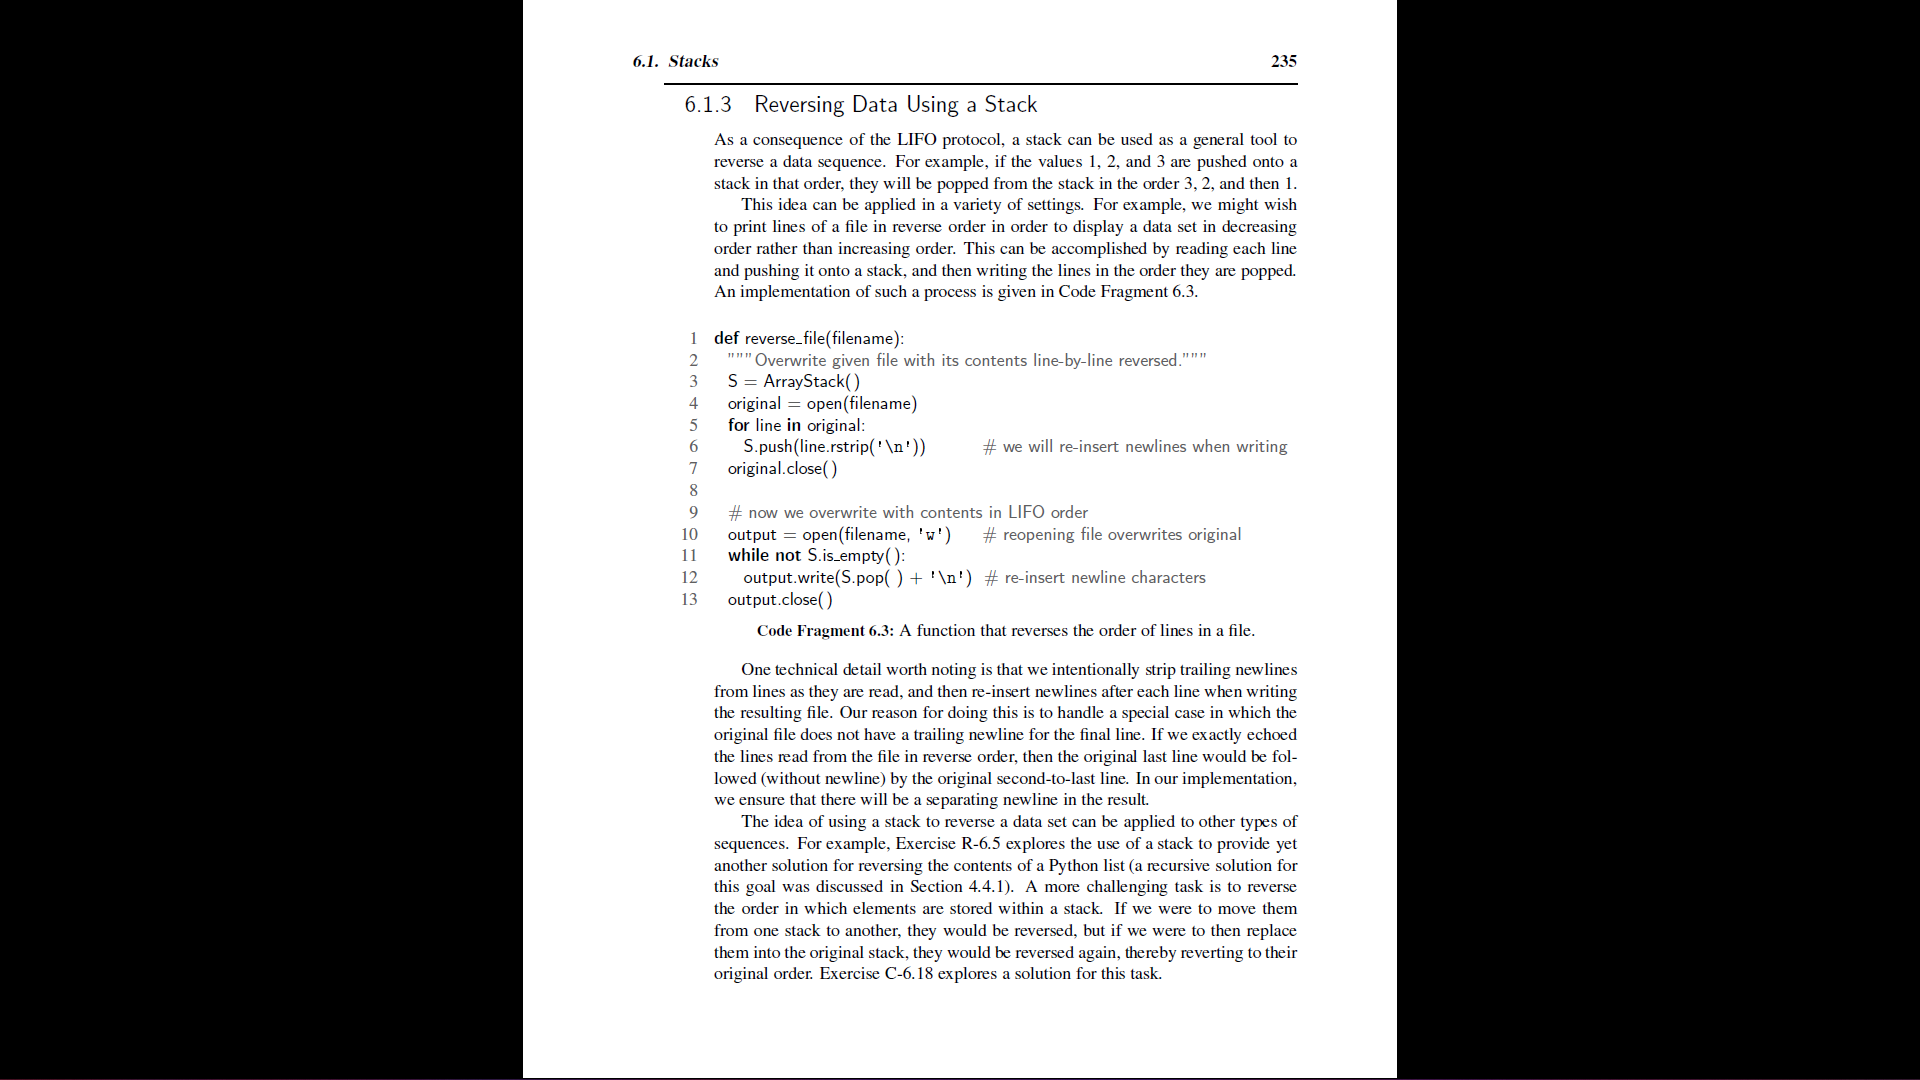 6.1. Stacks 235
6.1.3 Reversing Data Using a Stack
As a consequence of the LIFO protocol, a stack can be used as a general tool to
reverse a data sequence. For example, if the values 1, 2, and 3 are pushed onto a
stack in that order, they will be popped from the stack in the order 3, 2, and then 1.
This idea can be applied in a variety of settings. For example, we might wish
to print lines of a file in reverse order in order to display a data set in decreasing
order rather than increasing order. This can be accomplished by reading each line
and pushing it onto a stack, and then writing the lines in the order they are popped.
An implementation of such a process is given in Code Fragment 6.3.
1 def reverse_file(filename):
2 """Overwrite given file with its contents line-by-line reversed."""
3 S = ArrayStack()
4 original = open(filename)
5 for line in original:
6 S.push(line.rstrip('\n')) # we will re-insert newlines when writing
7 original.close()
8
9 # now we overwrite with contents in LIFO order
10 output = open(filename, 'w') # reopening file overwrites original
11 while not S.is_empty():
12 output.write(S.pop( ) + '\n') # re-insert newline characters
13 output.close()
Code Fragment 6.3: A function that reverses the order of lines in a file.
One technical detail worth noting is that we intentionally strip trailing newlines
from lines as they are read, and then re-insert newlines after each line when writing
the resulting file. Our reason for doing this is to handle a special case in which the
original file does not have a trailing newline for the final line. If we exactly echoed
the lines read from the file in reverse order, then the original last line would be fol-
lowed (without newline) by the original second-to-last line. In our implementation,
we ensure that there will be a separating newline in the result.
The idea of using a stack to reverse a data set can be applied to other types of
sequences. For example, Exercise R-6.5 explores the use of a stack to provide yet
another solution for reversing the contents of a Python list (a recursive solution for
this goal was discussed in Section 4.4.1). A more challenging task is to reverse
the order in which elements are stored within a stack. If we were to move them
from one stack to another, they would be reversed, but if we were to then replace
them into the original stack, they would be reversed again, thereby reverting to their
original order. Exercise C-6.18 explores a solution for this task.